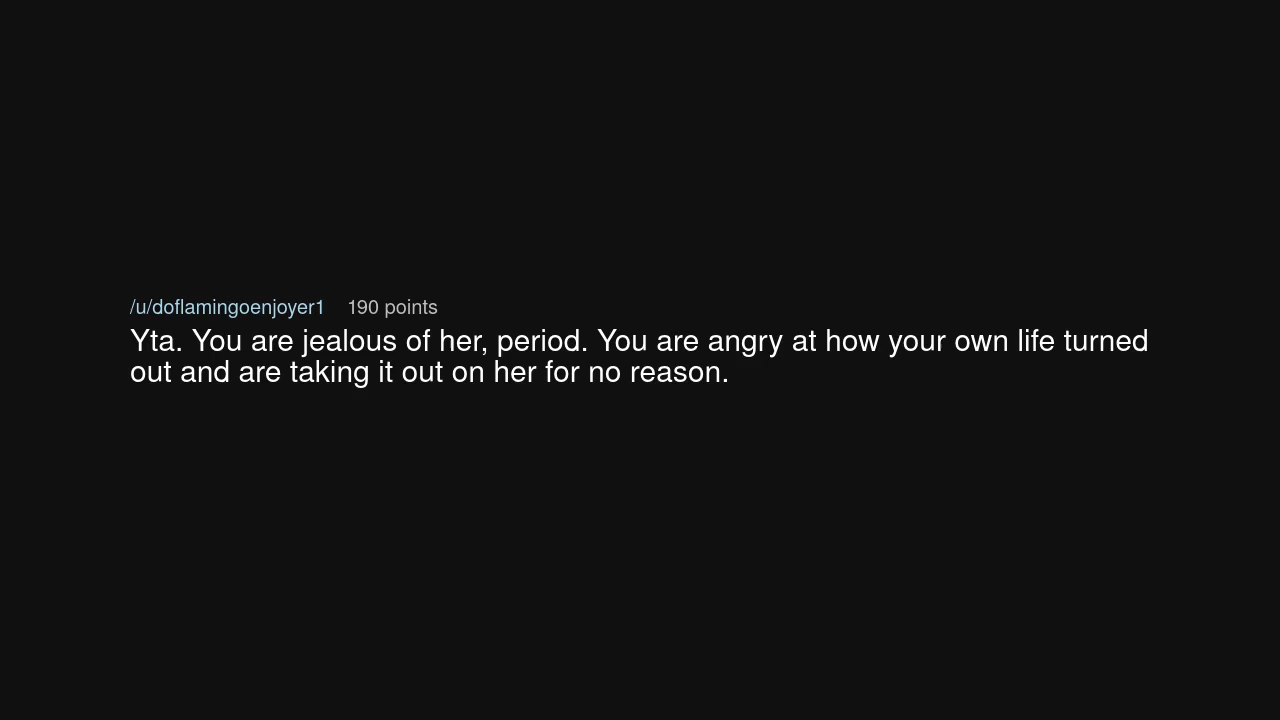 /u/doflamingoenjoyer1 190 points
Yta. You are jealous of her, period. You are angry at how your own life turned
out and are taking it out on her for no reason.